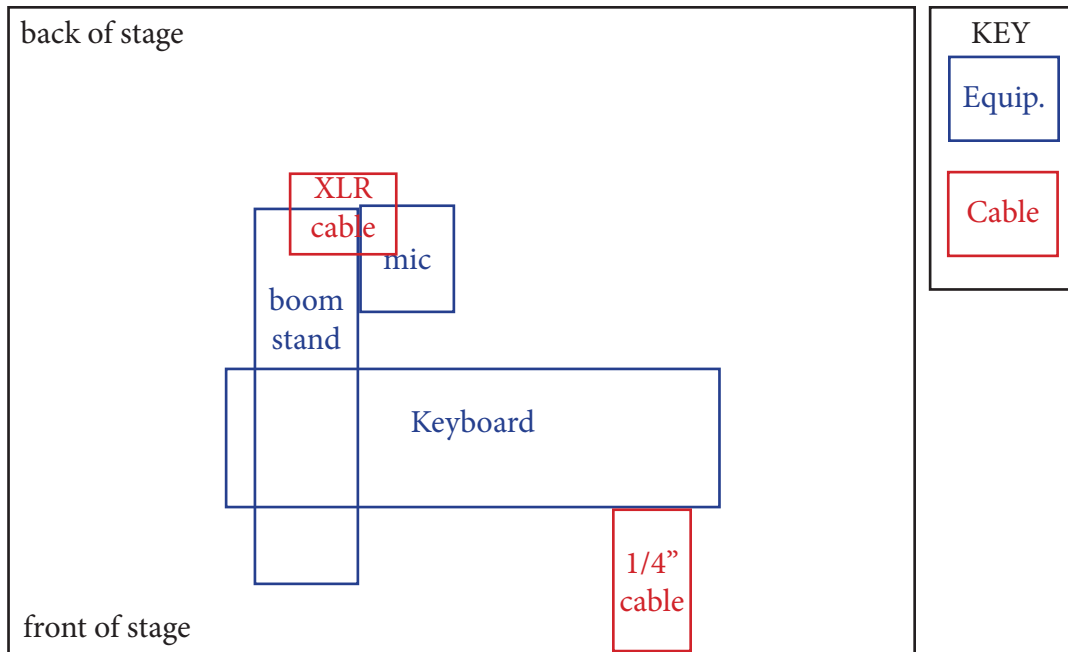 back of stage
KEY
Equip.
XLR
cable
Cable
mic
boom
stand
Keyboard
1/4”
cable
front of stage